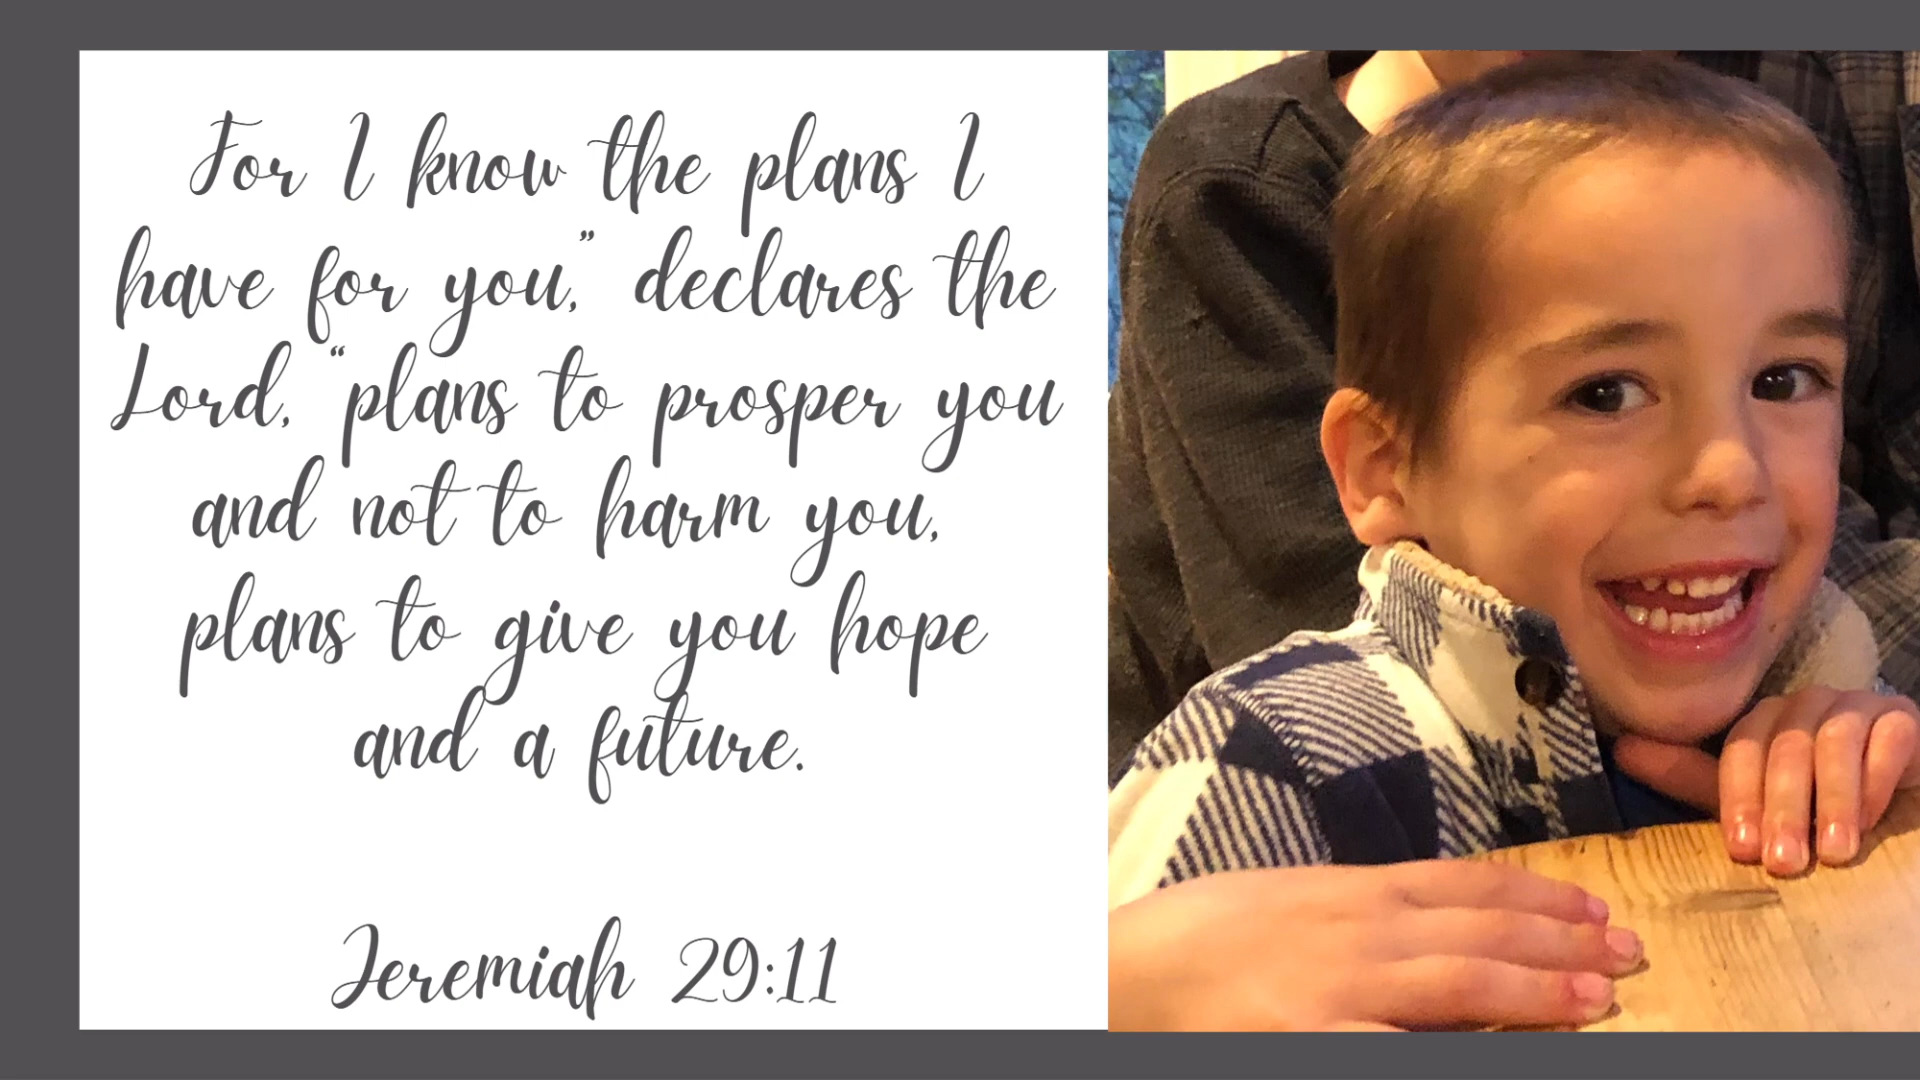 For I know the plans I
have for you," declares the
Lord, "plans to prosper you
and not to harm you,
plans to give you hope
and a future.
Jeremiah 29:11